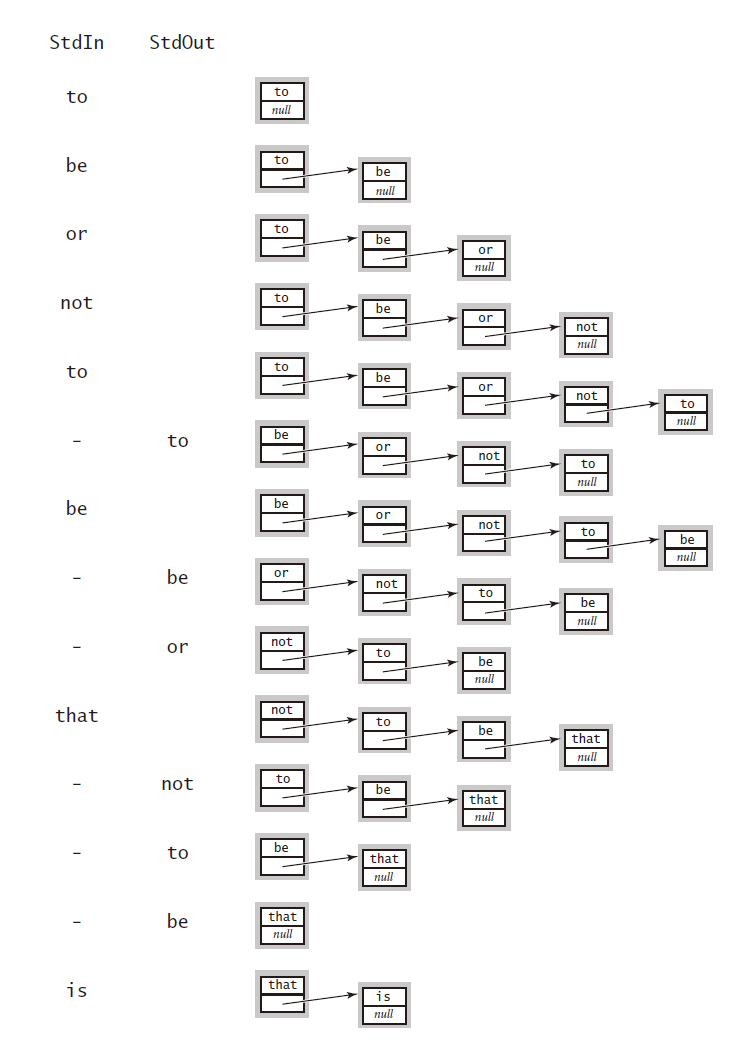 StdIn StdOut
to to
null
be to be
null
or to be or
null
not to be or not
null
to to be or not to
null
- to be or not to
null
be be or not to be
null
- be or not to be
null
- or not to be
null
that not to be that
null
- not to be that
null
- to be that
null
- be that
null
is that is
null